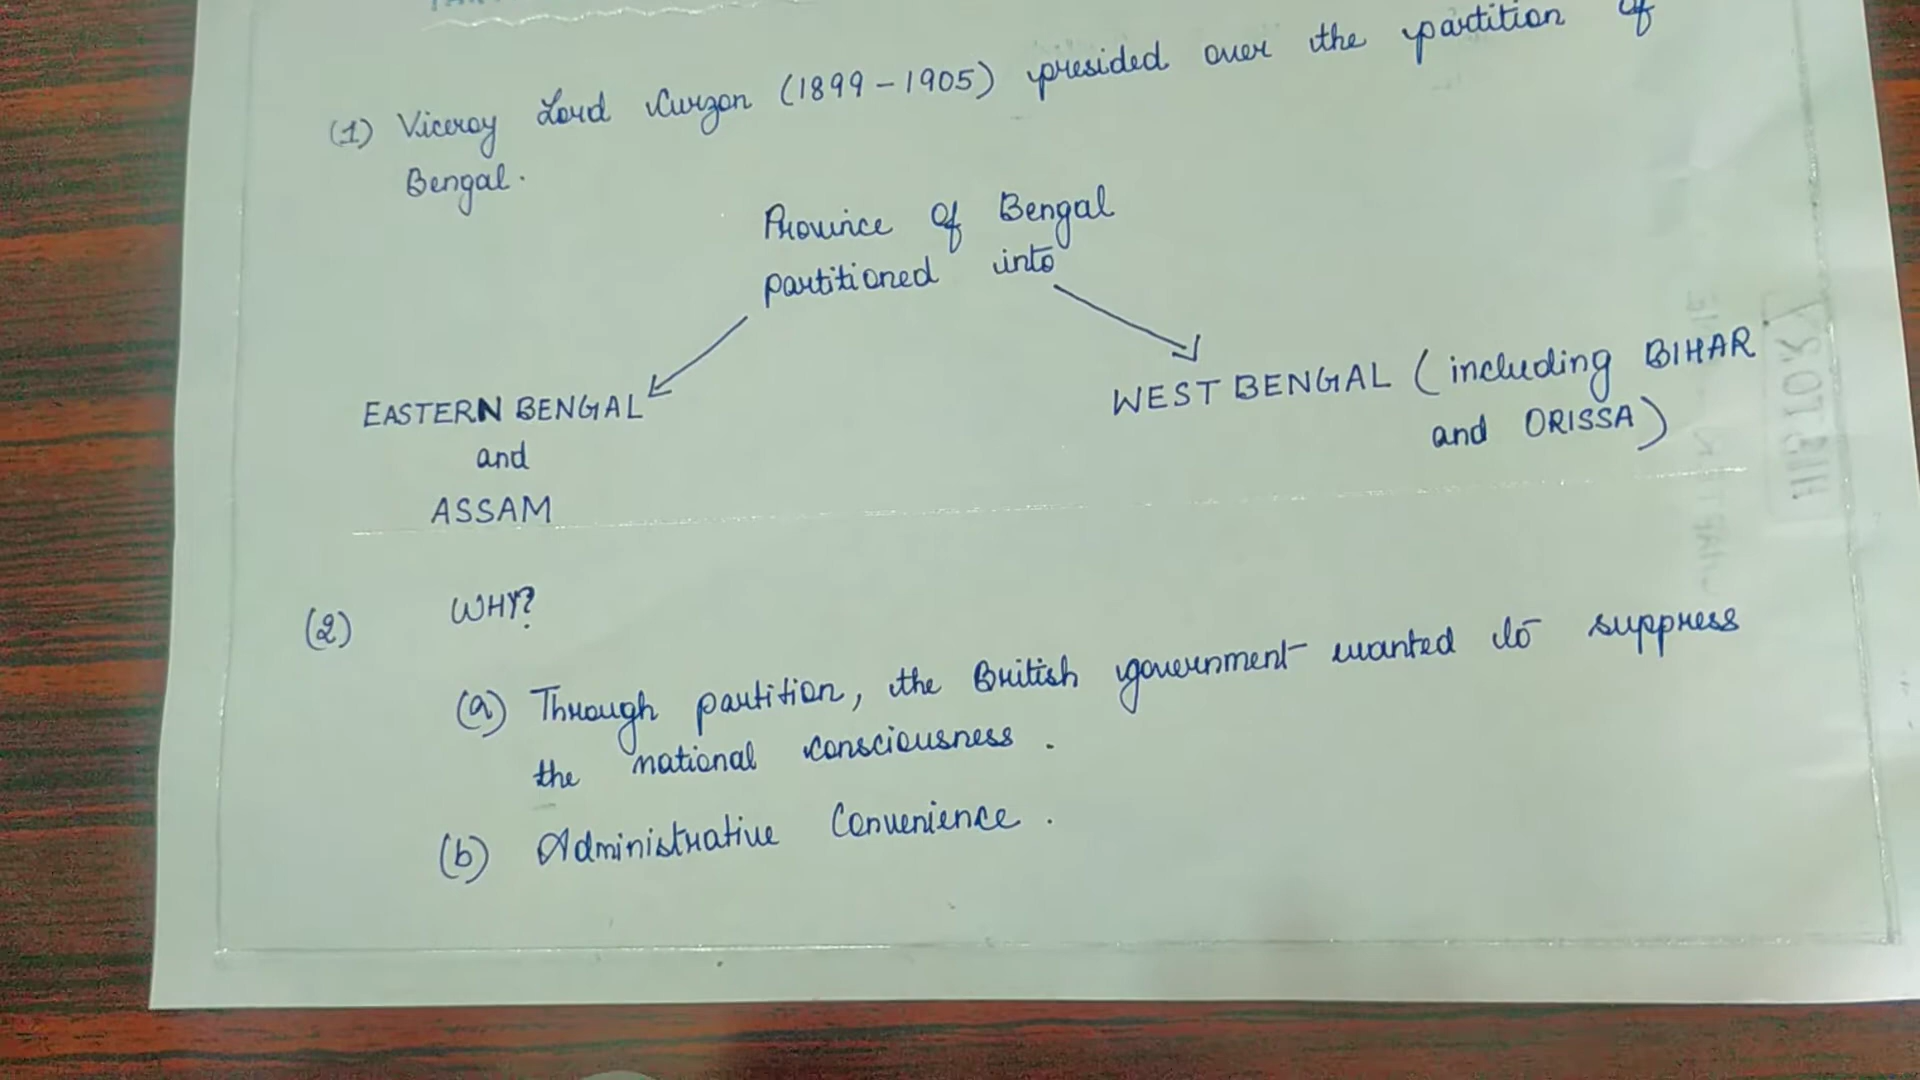 (1) Viceroy Lord Curzon (1899-1905) presided over the partition of
Bengal.
Province of Bengal
partitioned into
EASTERN BENGAL
and
ASSAM
WEST BENGAL (including BIHAR
and ORISSA)
(2) WHY?
(a) Through partition, the British government wanted to suppress
the national consciousness.
(b) Administrative Convenience.